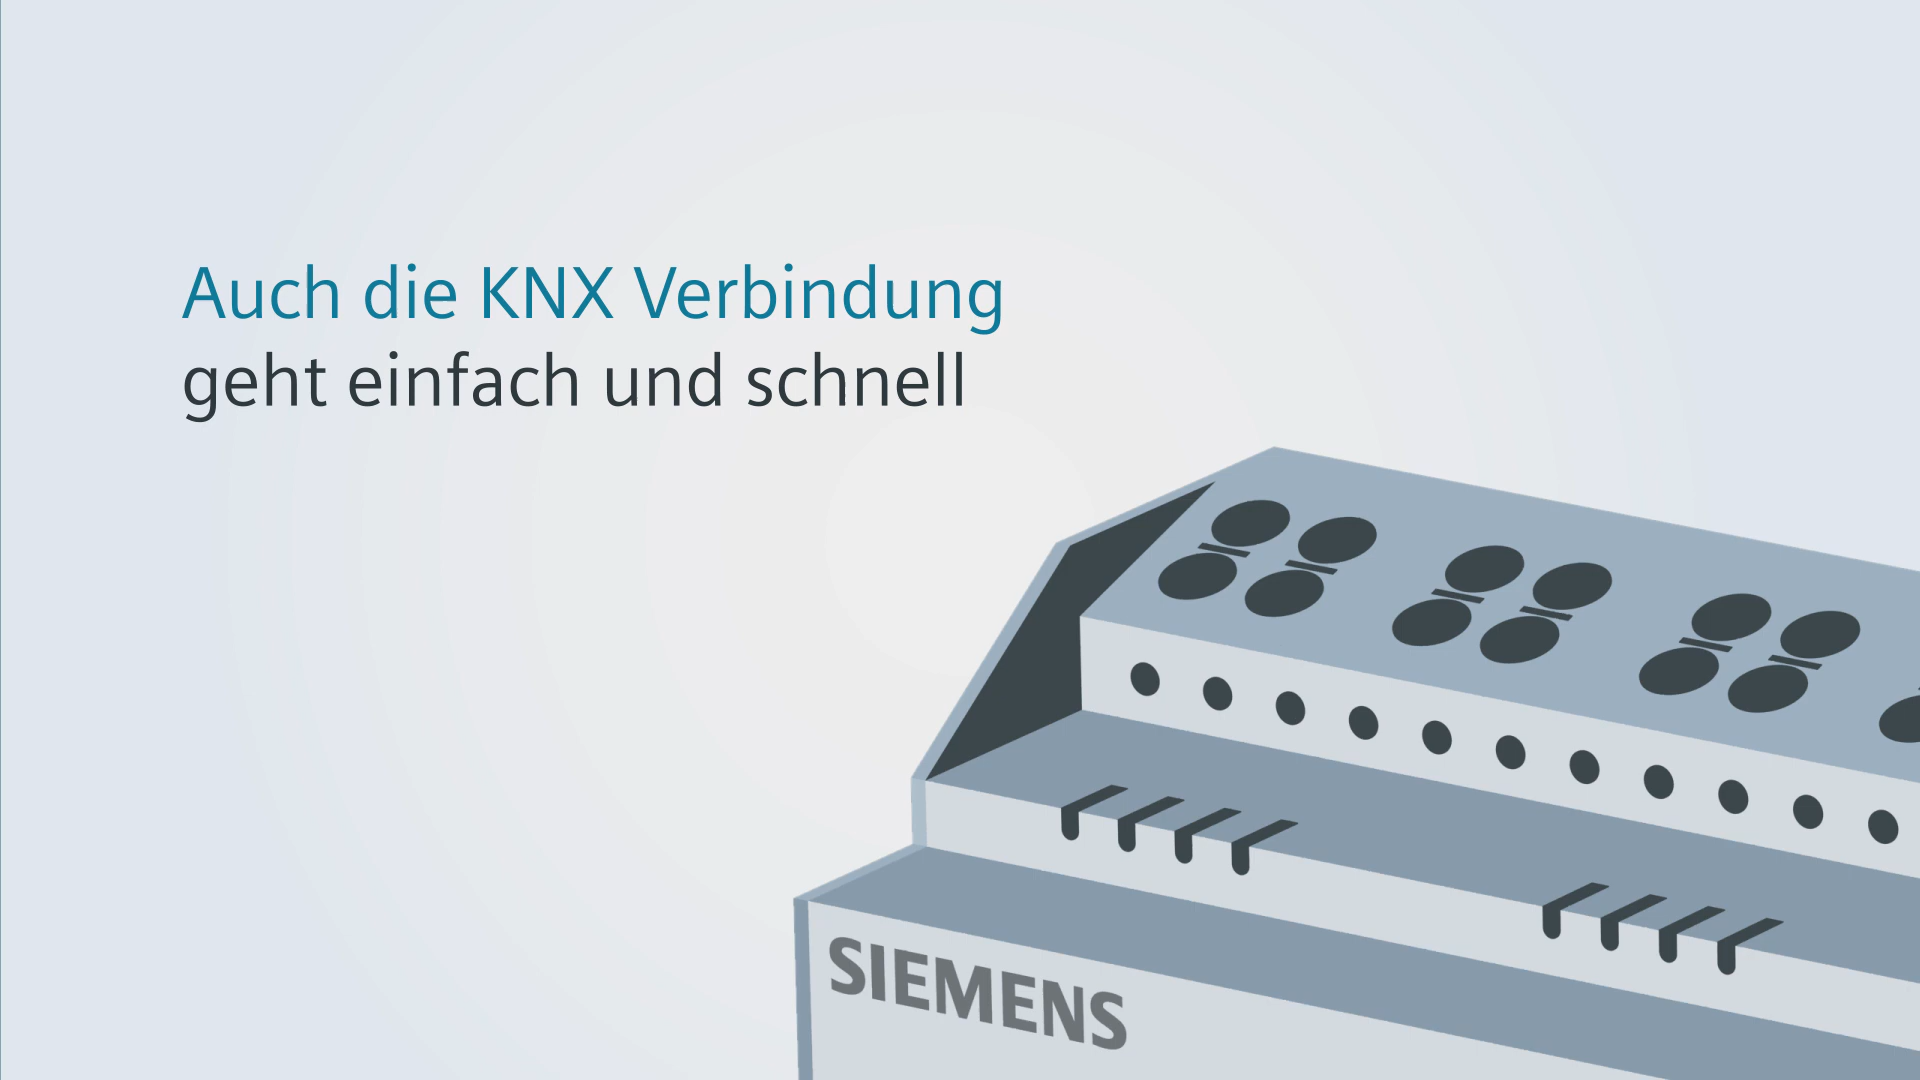 Auch die KNX Verbindung
geht einfach und schnell
SIEMENS